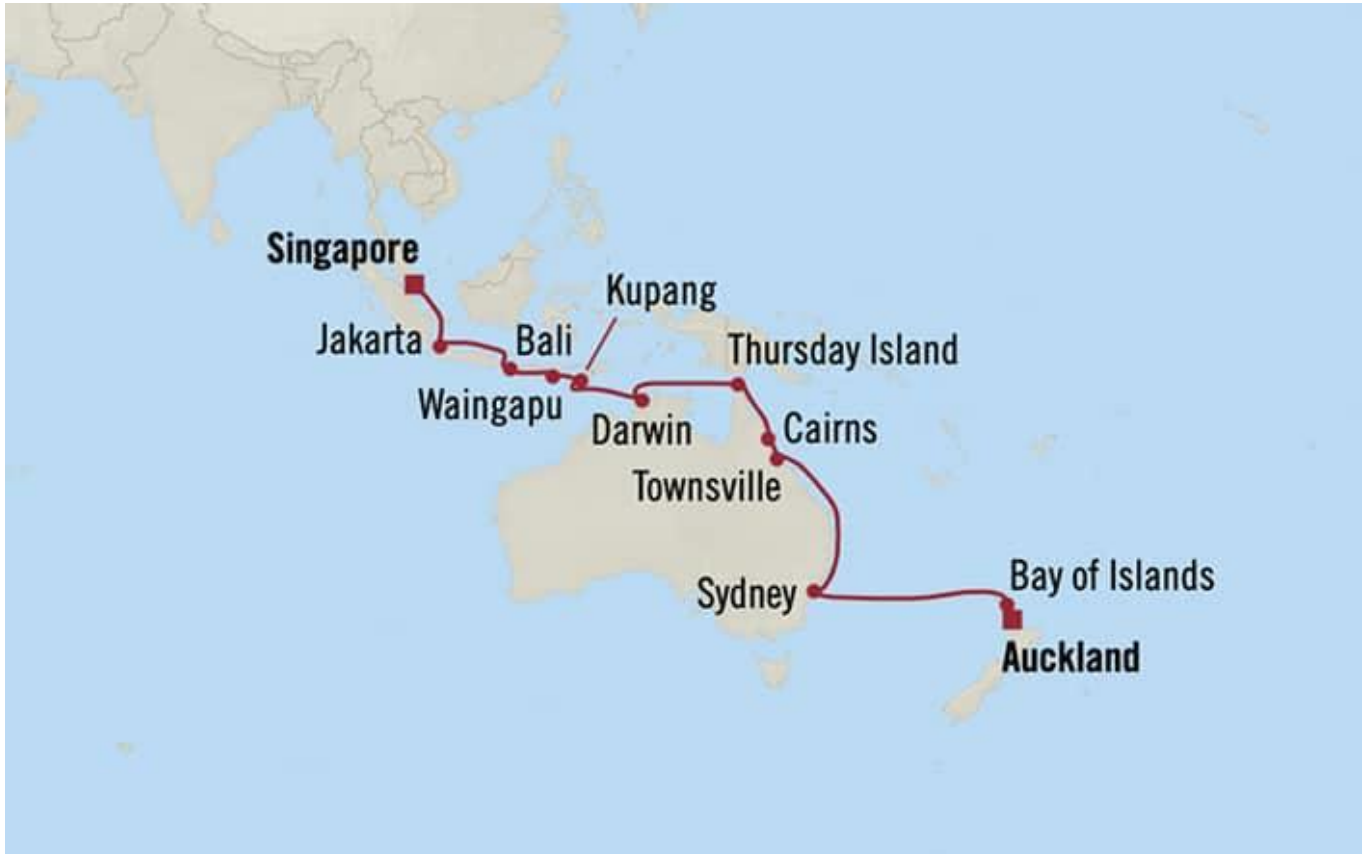 Singapore
Kupang
Jakarta
Bali
Thursday Island
Waingapu
Darwin
Cairns
Townsville
Sydney
Bay of Islands
Auckland